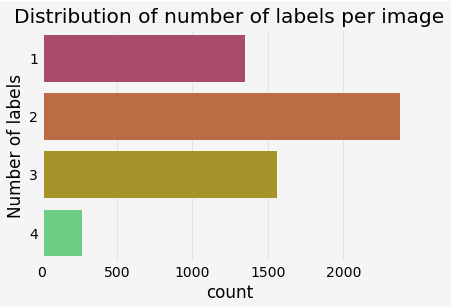 Distribution of number of labels per image
Number of labels
1
2
3
4
0 500 1000 1500 2000
count